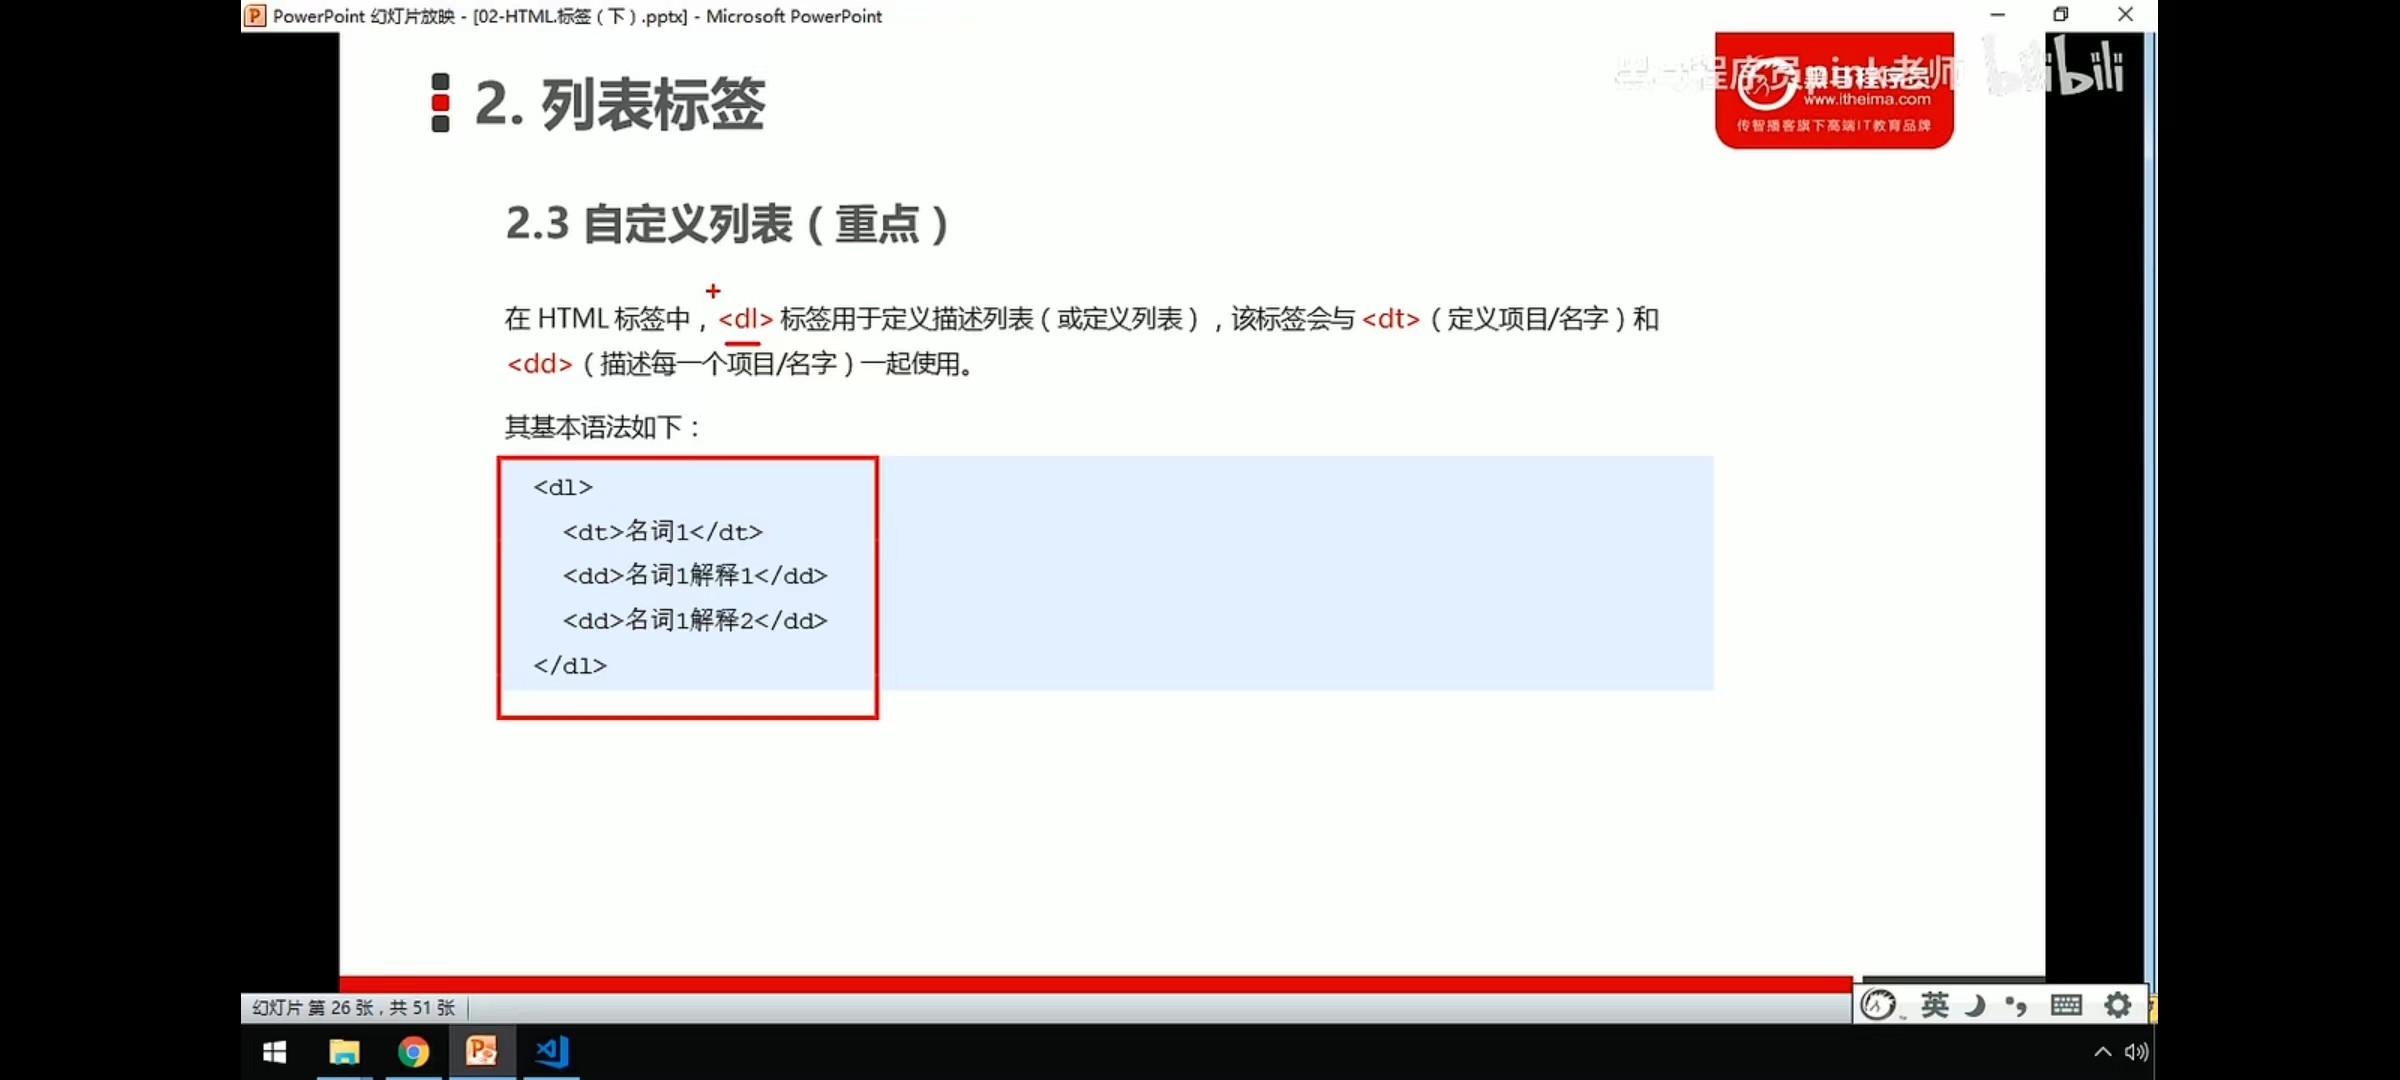 PowerPoint 幻灯片放映 - [02-HTML标签（下）.pptx] - Microsoft PowerPoint
黑马程序员pink老师
bilibili
www.itheima.com
传智播客旗下高端IT教育品牌
2. 列表标签
2.3 自定义列表（重点）
在 HTML 标签中，<dl> 标签用于定义描述列表（或定义列表），该标签会与 <dt>（定义项目/名字）和
<dd>（描述每一个项目/名字）一起使用。
其基本语法如下：
<dl>
<dt>名词1</dt>
<dd>名词1解释1</dd>
<dd>名词1解释2</dd>
</dl>
幻灯片 第 26 张，共 51 张
英